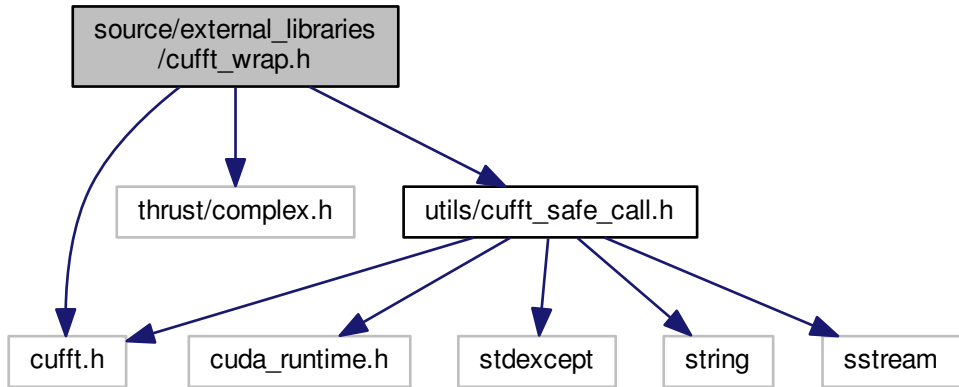 source/external_libraries
/cufft_wrap.h
thrust/complex.h
utils/cufft_safe_call.h
cufft.h
cuda_runtime.h
stdexcept
string
sstream